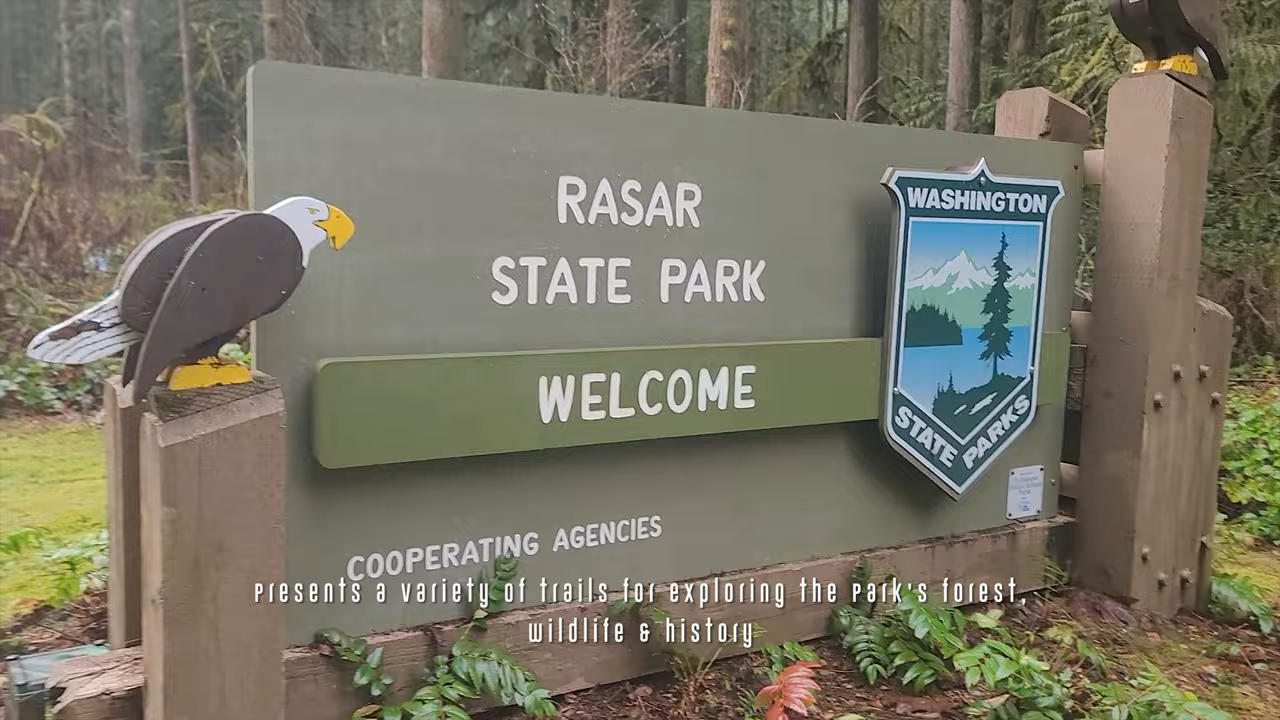 RASAR
STATE PARK
WELCOME
WASHINGTON
STATE PARKS
COOPERATING AGENCIES
Presents a variety of trails for exploring the Park's forest,
wildlife & history